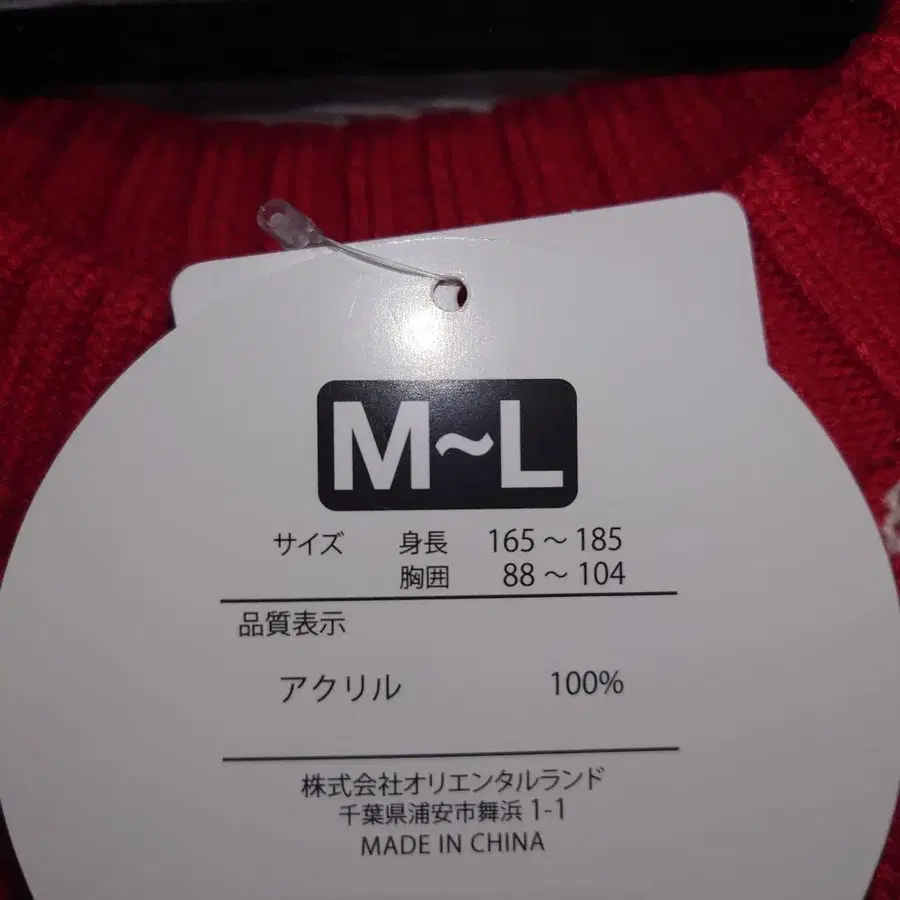 M~L
サイズ 身長 165～185
胸囲 88～104
品質表示
アクリル 100%
株式会社オリエンタルランド
千葉県浦安市舞浜 1-1
MADE IN CHINA